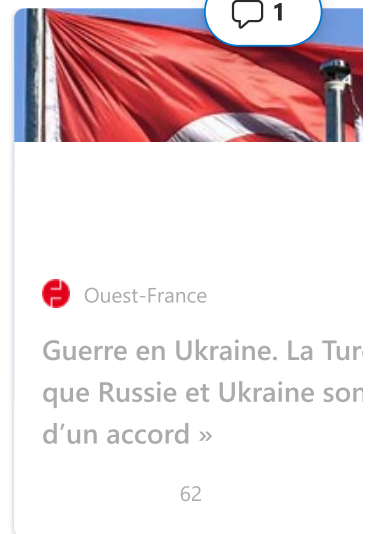 1
Ouest-France
Guerre en Ukraine. La Tur
que Russie et Ukraine son
d’un accord »
62